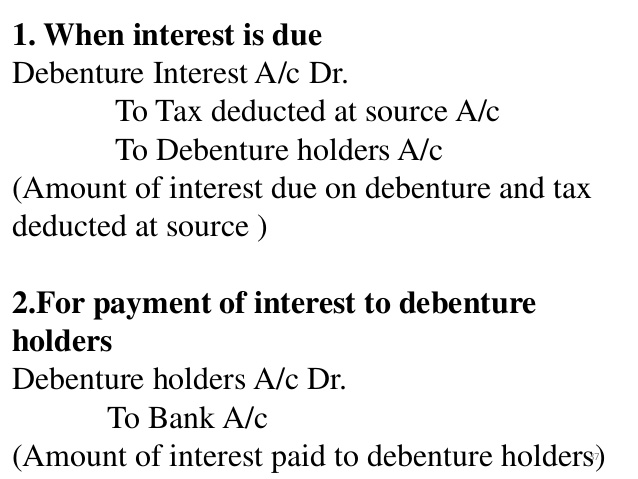 1. When interest is due
Debenture Interest A/c Dr.
To Tax deducted at source A/c
To Debenture holders A/c
(Amount of interest due on debenture and tax
deducted at source )
2.For payment of interest to debenture
holders
Debenture holders A/c Dr.
To Bank A/c
(Amount of interest paid to debenture holders)